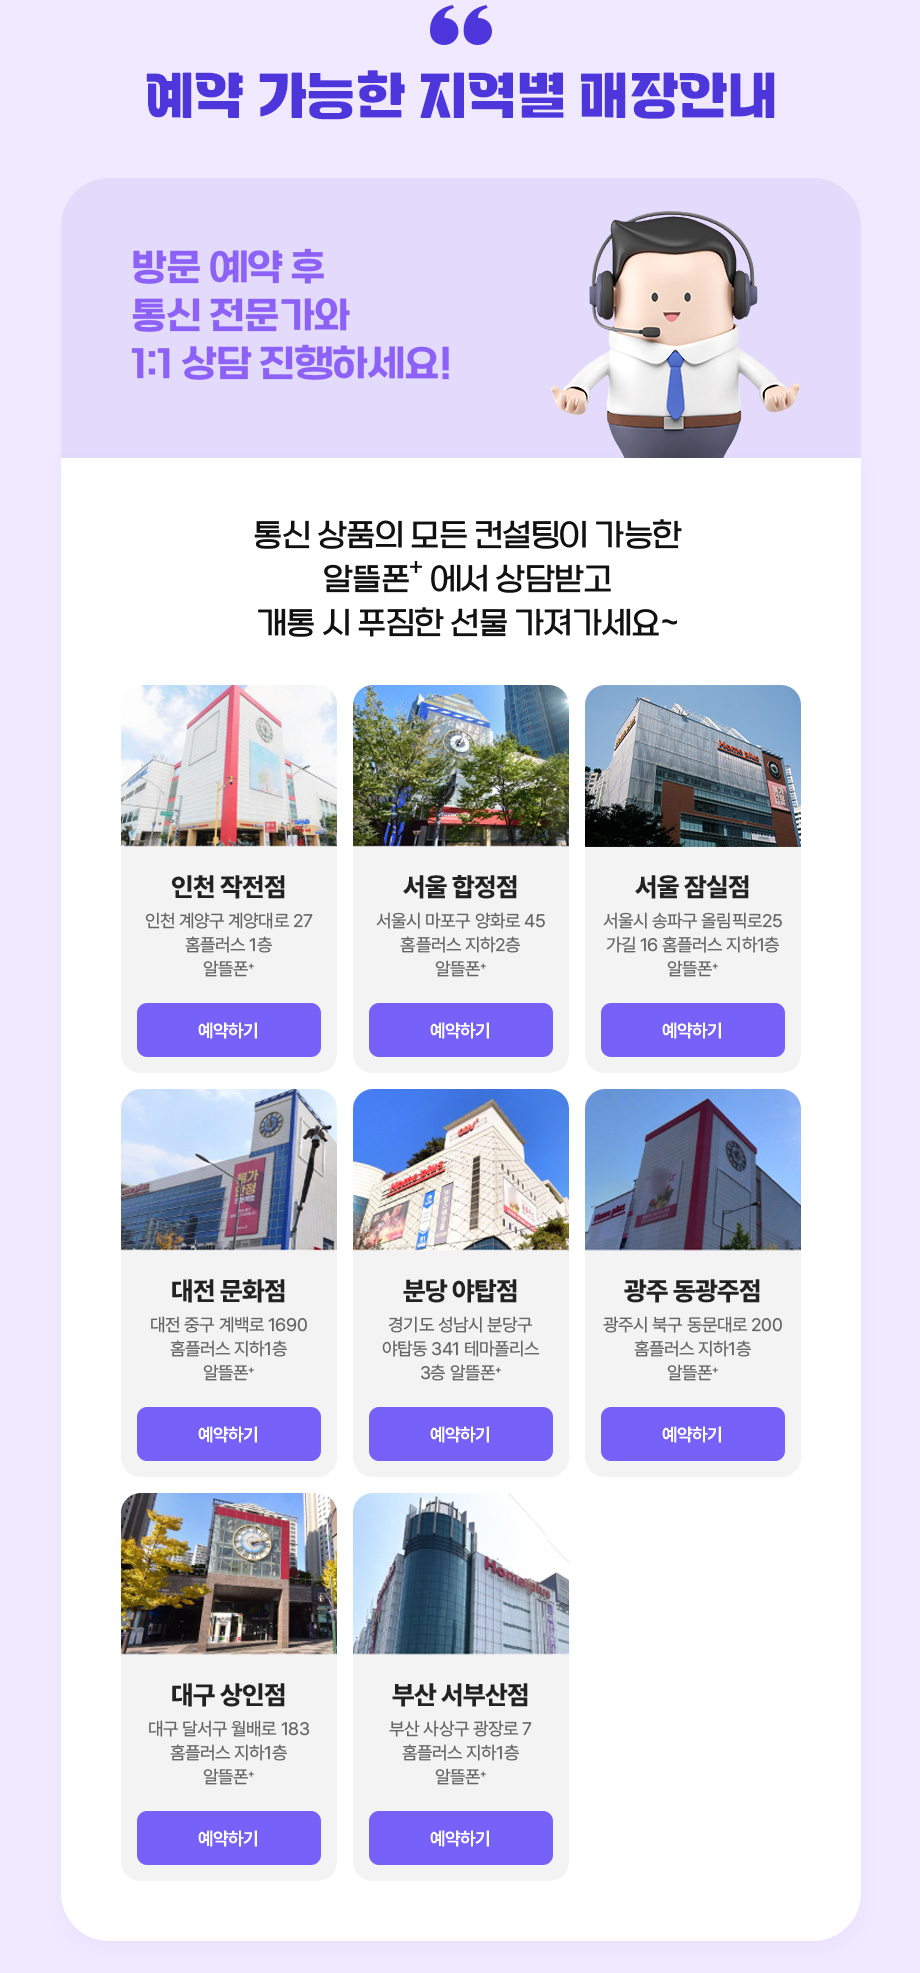 예약 가능한 지역별 매장안내
방문 예약 후
통신 전문가와
1:1 상담 진행하세요!
통신 상품의 모든 컨설팅이 가능한
알뜰폰+ 에서 상담받고
개통 시 푸짐한 선물 가져가세요~
Home plus
인천 작전점
인천 계양구 계양대로 27
홈플러스 1층
알뜰폰+
예약하기
서울 합정점
서울시 마포구 양화로 45
홈플러스 지하2층
알뜰폰+
예약하기
서울 잠실점
서울시 송파구 올림픽로25
가길 16 홈플러스 지하1층
알뜰폰+
예약하기
Home plus
대전 문화점
대전 중구 계백로 1690
홈플러스 지하1층
알뜰폰+
예약하기
분당 야탑점
경기도 성남시 분당구
야탑동 341 테마폴리스
3층 알뜰폰+
예약하기
광주 동광주점
광주시 북구 동문대로 200
홈플러스 지하1층
알뜰폰+
예약하기
Home plus
대구 상인점
대구 달서구 월배로 183
홈플러스 지하1층
알뜰폰+
예약하기
부산 서부산점
부산 사상구 광장로 7
홈플러스 지하1층
알뜰폰+
예약하기